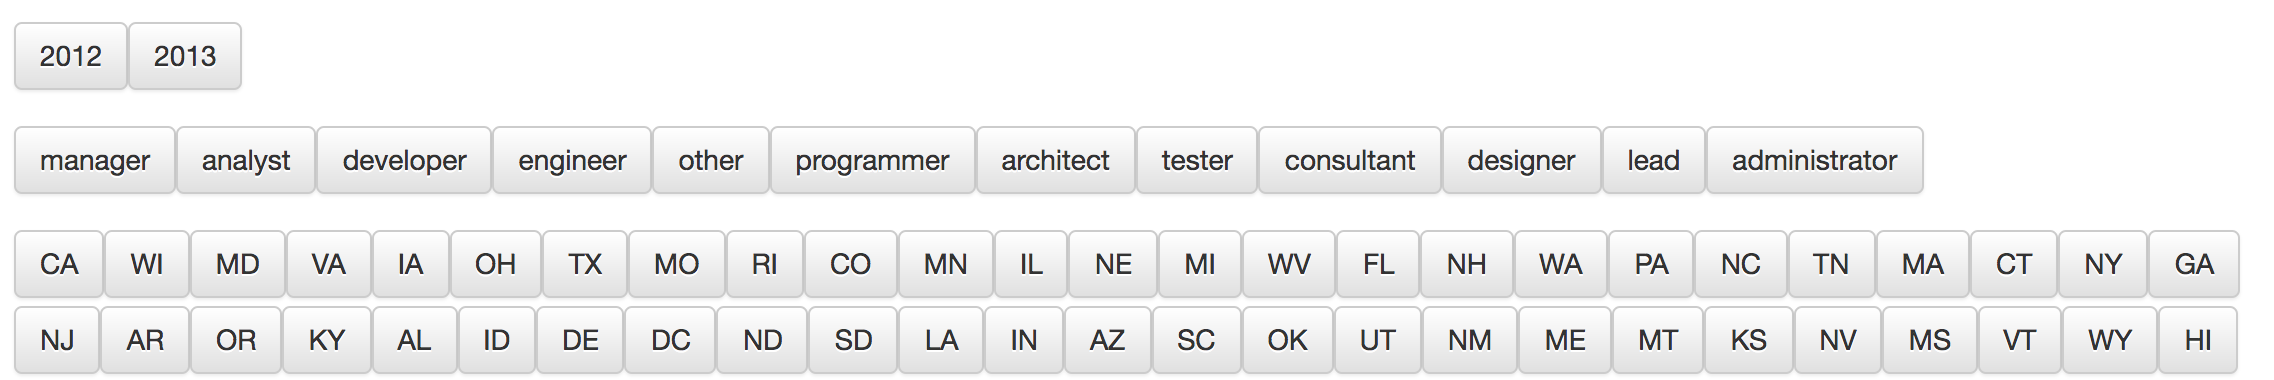 2012 2013
manager analyst developer engineer other programmer architect tester consultant designer lead administrator
CA WI MD VA IA OH TX MO RI CO MN IL NE MI WV FL NH WA PA NC TN MA CT NY GA
NJ AR OR KY AL ID DE DC ND SD LA IN AZ SC OK UT NM ME MT KS NV MS VT WY HI